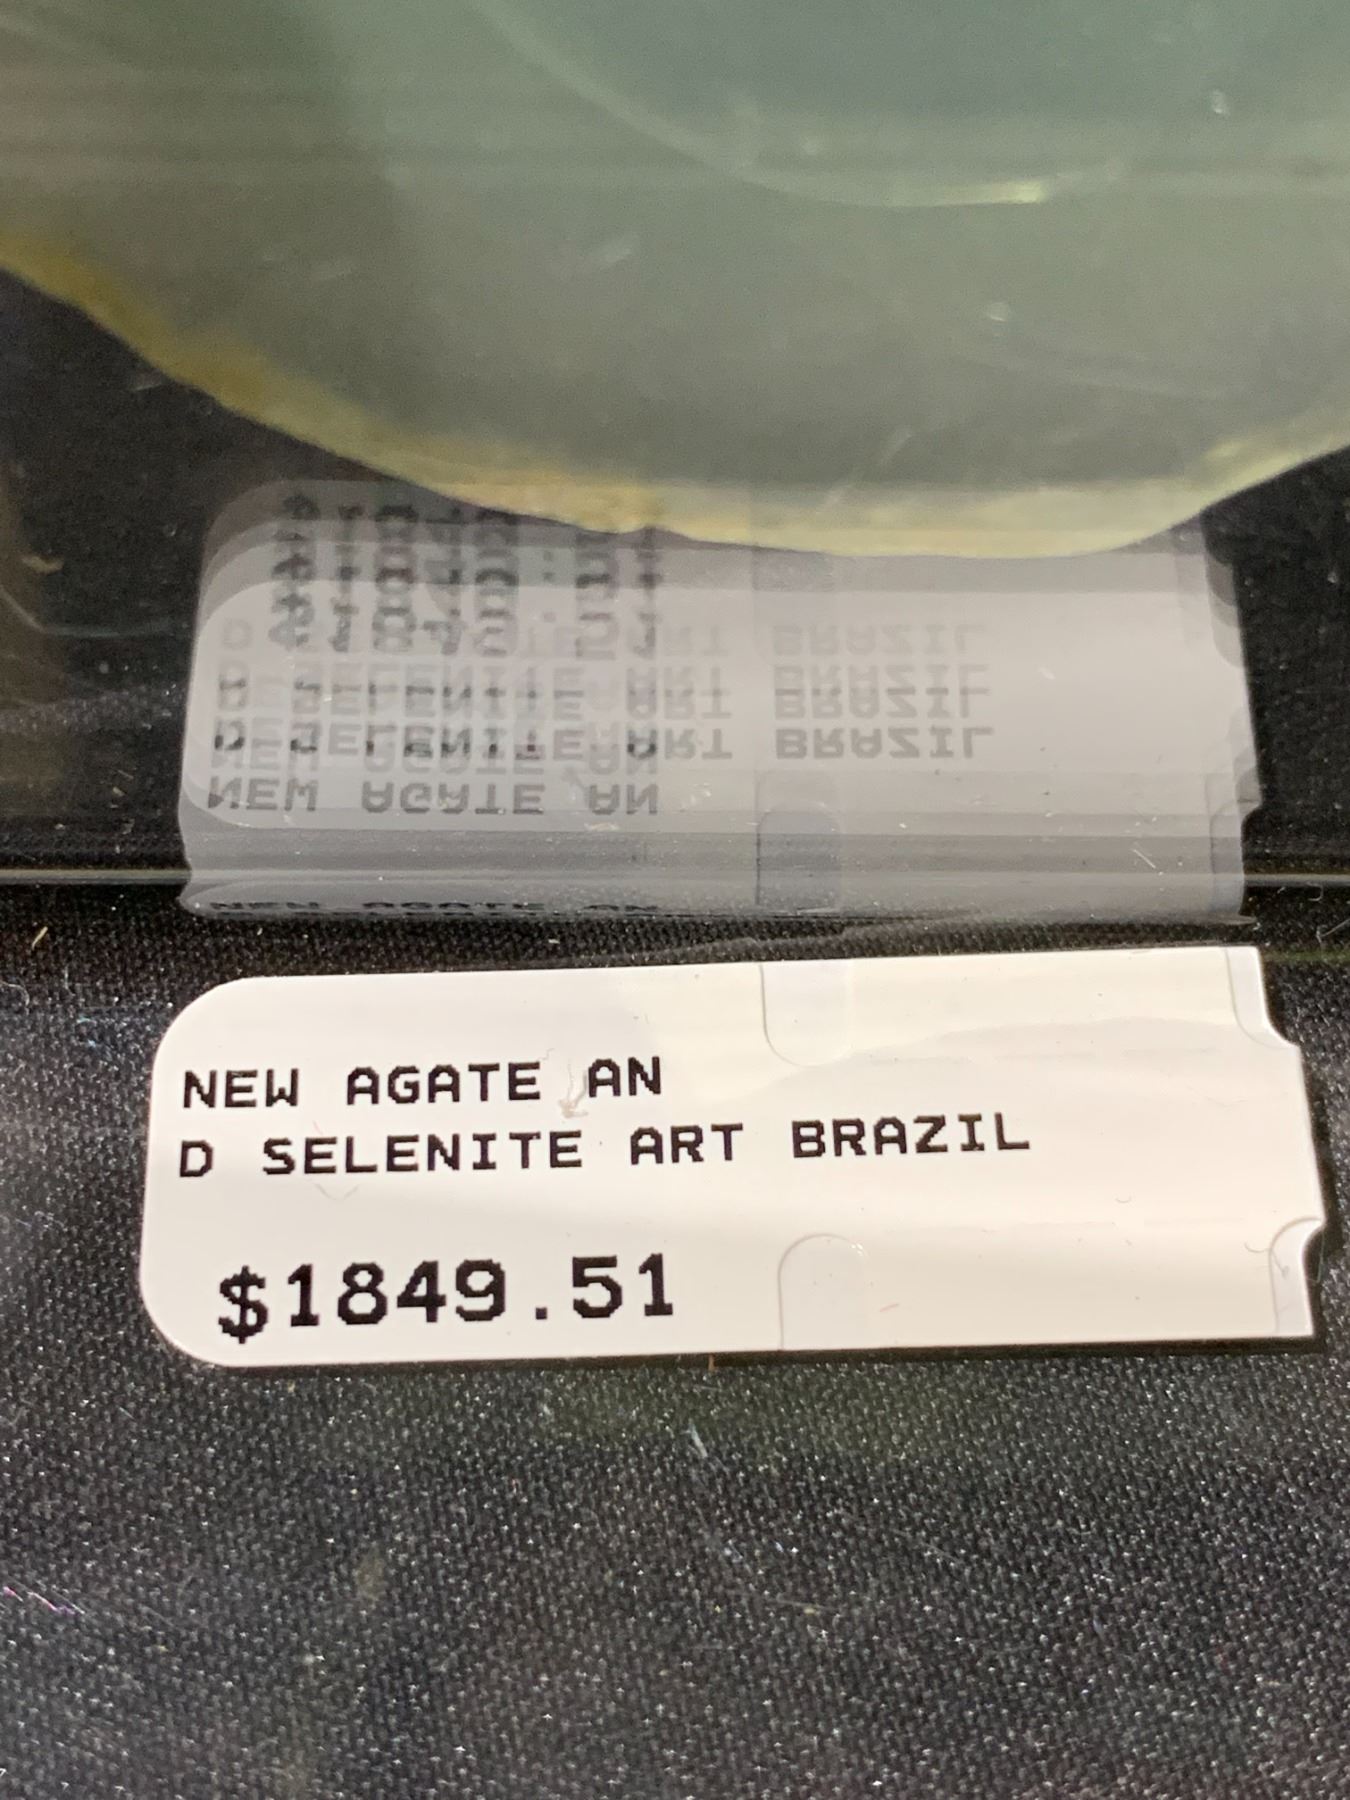 NEW AGATE AN
D SELENITE ART BRAZIL
$1849.51